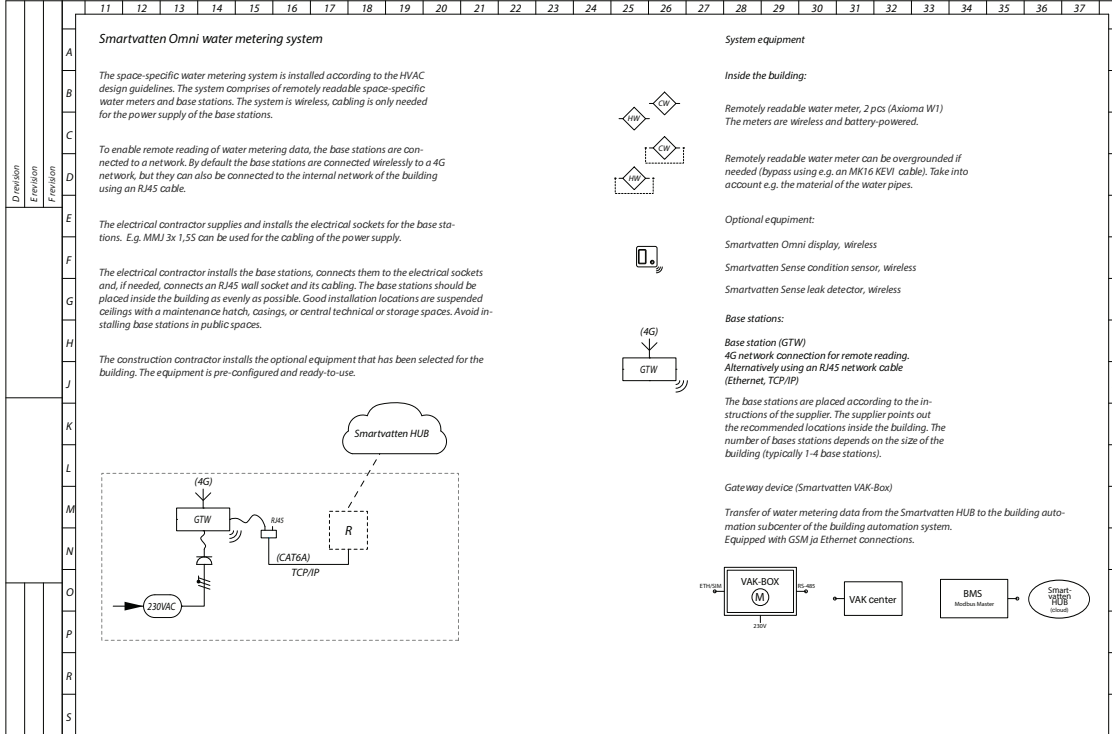 11 12 13 14 15 16 17 18 19 20 21 22 23 24 25 26 27 28 29 30 31 32 33 34 35 36 37
A
B
C
D
E
F
G
H
J
K
L
M
N
O
P
R
S
D revision
E revision
F revision
Smartvatten Omni water metering system
The space-specific water metering system is installed according to the HVAC
design guidelines. The system comprises of remotely readable space-specific
water meters and base stations. The system is wireless, cabling is only needed
for the power supply of the base stations.
To enable remote reading of water metering data, the base stations are con-
nected to a network. By default the base stations are connected wirelessly to a 4G
network, but they can also be connected to the internal network of the building
using an RJ45 cable.
The electrical contractor supplies and installs the electrical sockets for the base sta-
tions. E.g. MMJ 3x 1,5S can be used for the cabling of the power supply.
The electrical contractor installs the base stations, connects them to the electrical sockets
and, if needed, connects an RJ45 wall socket and its cabling. The base stations should be
placed inside the building as evenly as possible. Good installation locations are suspended
ceilings with a maintenance hatch, casings, or central technical or storage spaces. Avoid in-
stalling base stations in public spaces.
The construction contractor installs the optional equipment that has been selected for the
building. The equipment is pre-configured and ready-to-use.
Smartvatten HUB
(4G)
GTW
RJ45
R
(CAT6A)
TCP/IP
230VAC
System equipment
Inside the building:
CW
HW
Remotely readable water meter, 2 pcs (Axioma W1)
The meters are wireless and battery-powered.
CW
HW
Remotely readable water meter can be overgrounded if
needed (bypass using e.g. an MK16 KEVI cable). Take into
account e.g. the material of the water pipes.
Optional equpiment:
Smartvatten Omni display, wireless
Smartvatten Sense condition sensor, wireless
Smartvatten Sense leak detector, wireless
Base stations:
(4G)
GTW
Base station (GTW)
4G network connection for remote reading.
Alternatively using an RJ45 network cable
(Ethernet, TCP/IP)
The base stations are placed according to the in-
structions of the supplier. The supplier points out
the recommended locations inside the building. The
number of bases stations depends on the size of the
building (typically 1-4 base stations).
Gateway device (Smartvatten VAK-Box)
Transfer of water metering data from the Smartvatten HUB to the building auto-
mation subcenter of the building automation system.
Equipped with GSM ja Ethernet connections.
ETH/SIM
VAK-BOX
M
RS-485
230V
VAK center
BMS
Modbus Master
Smart-
vatten
HUB
(cloud)